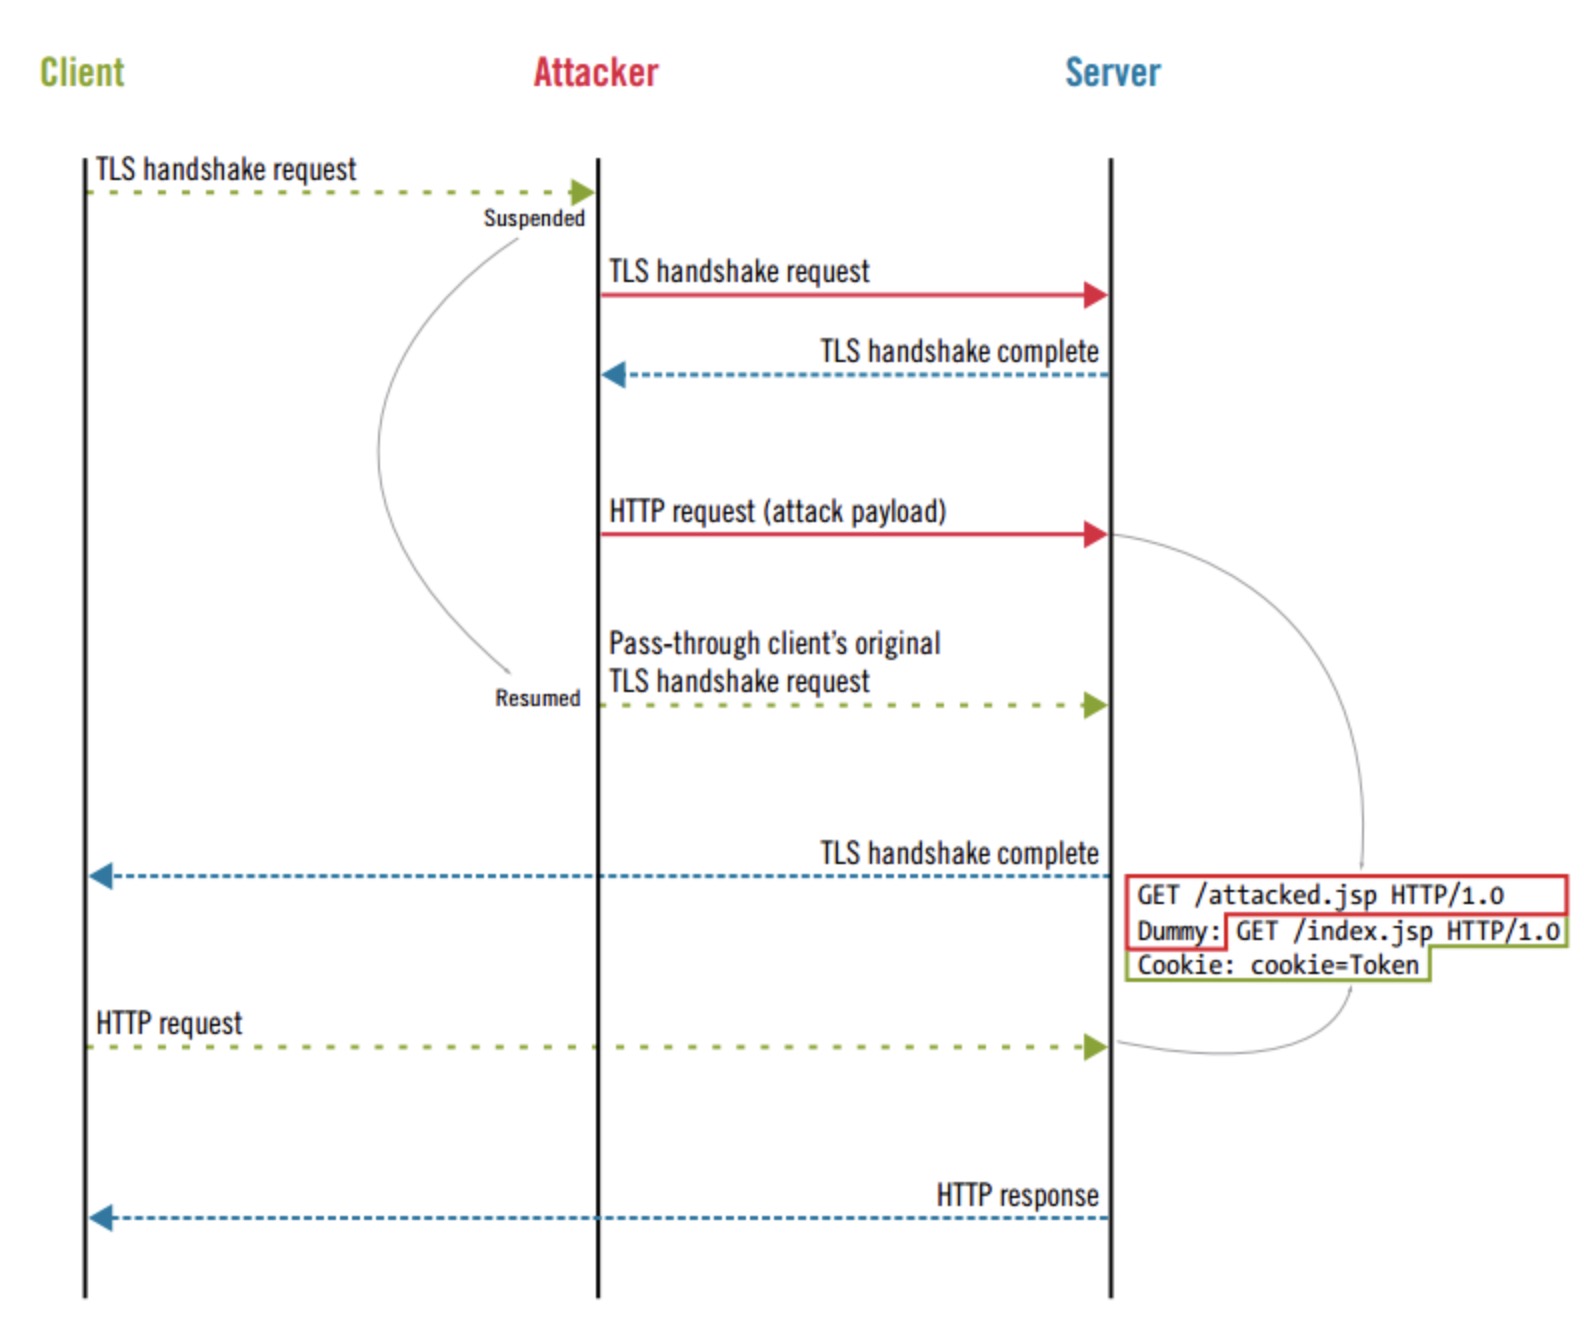 Client
Attacker
Server
TLS handshake request
Suspended
TLS handshake request
TLS handshake complete
HTTP request (attack payload)
Pass-through client’s original
TLS handshake request
Resumed
TLS handshake complete
GET /attacked.jsp HTTP/1.0
Dummy: GET /index.jsp HTTP/1.0
Cookie: cookie=Token
HTTP request
HTTP response